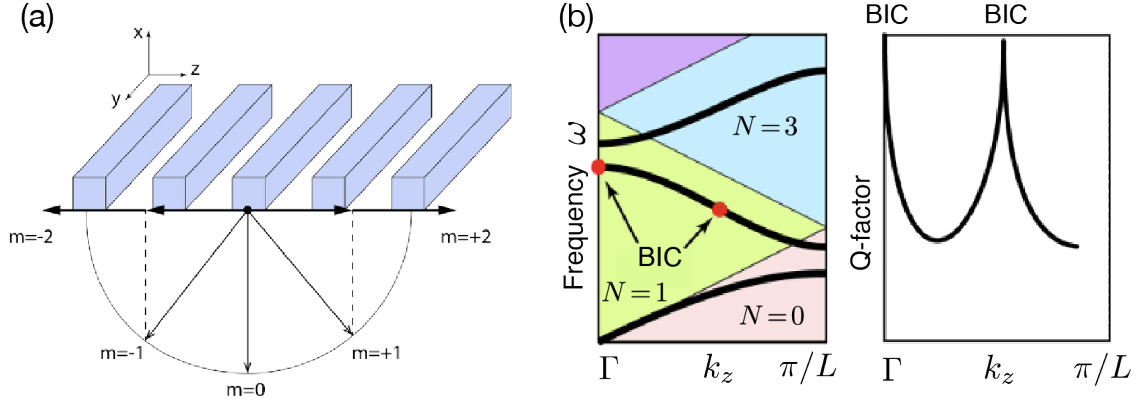 (a)
x
z
y
m=-2
m=+2
m=-1
m=+1
m=0
(b)
Frequency ω
BIC
N = 3
N = 1
N = 0
Γ
k_z
π/L
BIC
BIC
Q-factor
Γ
k_z
π/L